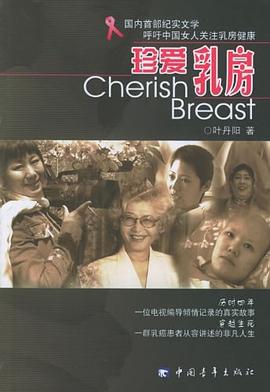 国内首部纪实文学
呼吁中国女人关注乳房健康
珍爱乳房
Cherish
Breast
○叶丹阳 著
历时四年
一位电视编导倾情记录的真实故事
穿越生死
一群乳癌患者从容讲述的非凡人生
中国青年出版社